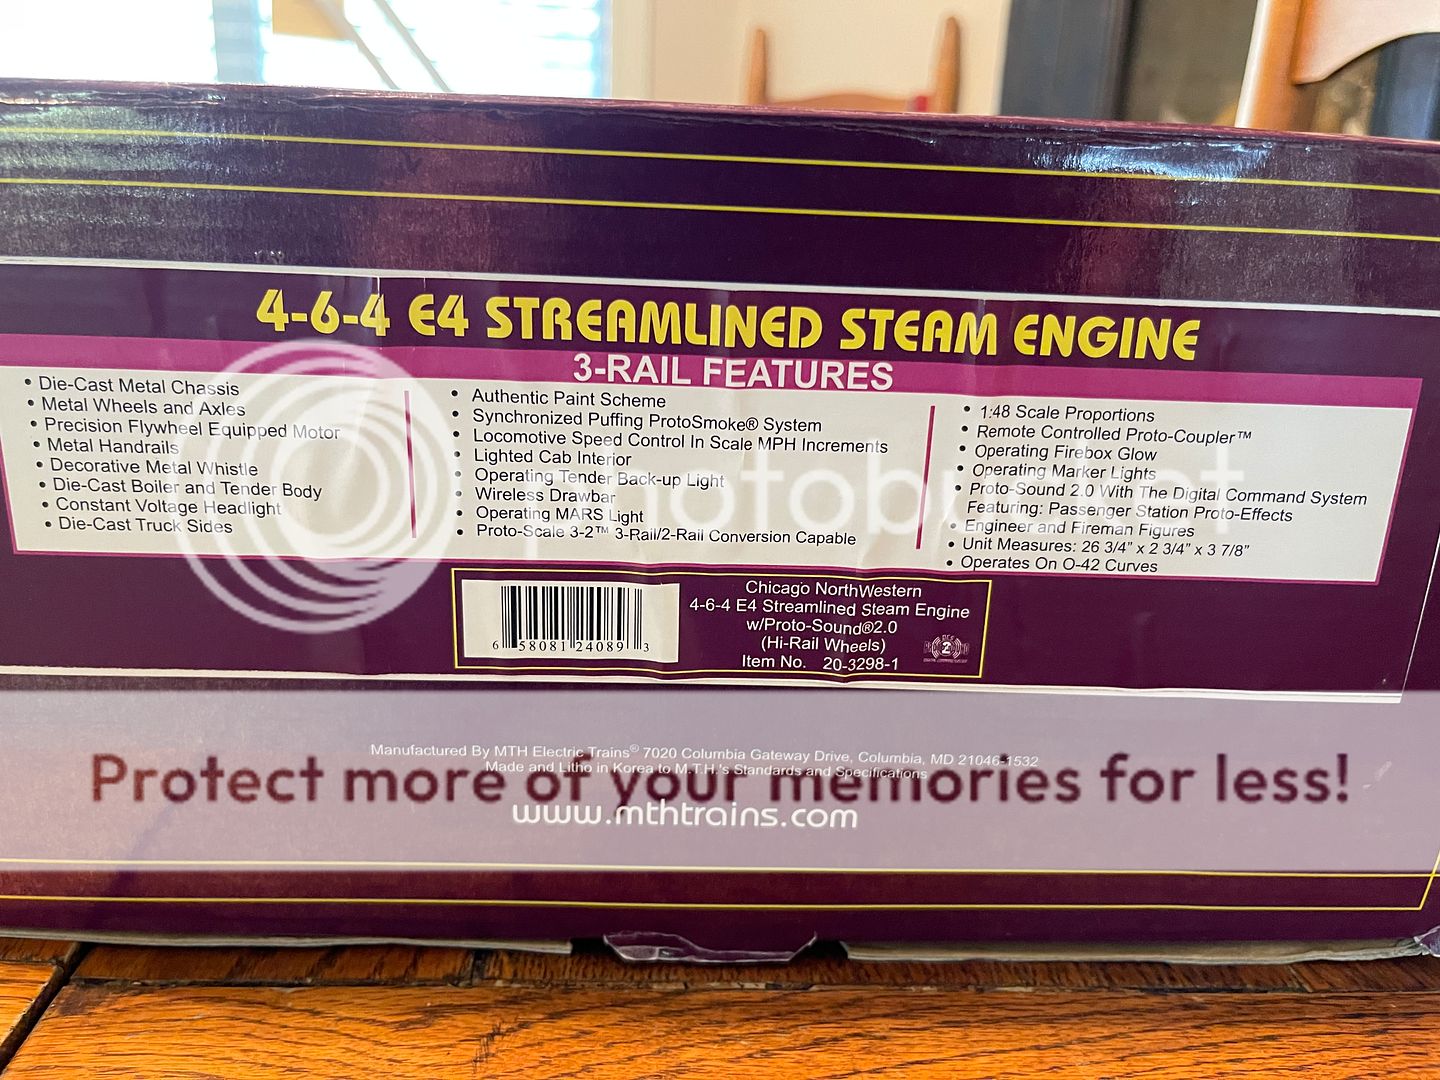 4-6-4 E4 STREAMLINED STEAM ENGINE
3-RAIL FEATURES
• Die-Cast Metal Chassis
• Metal Wheels and Axles
• Precision Flywheel Equipped Motor
• Metal Handrails
• Decorative Metal Whistle
• Die-Cast Boiler and Tender Body
• Constant Voltage Headlight
• Die-Cast Truck Sides
• Authentic Paint Scheme
• Synchronized Puffing ProtoSmoke® System
• Locomotive Speed Control In Scale MPH Increments
• Lighted Cab Interior
• Operating Tender Back-up Light
• Wireless Drawbar
• Operating MARS Light
• Proto-Scale 3-2™ 3-Rail/2-Rail Conversion Capable
• 1:48 Scale Proportions
• Remote Controlled Proto-Coupler™
• Operating Firebox Glow
• Operating Marker Lights
• Proto-Sound 2.0 With The Digital Command System
Featuring: Passenger Station Proto-Effects
• Engineer and Fireman Figures
• Unit Measures: 26 3/4" x 2 3/4" x 3 7/8"
• Operates On O-42 Curves
photobucket
6 58081 24089 3
Chicago NorthWestern
4-6-4 E4 Streamlined Steam Engine
w/Proto-Sound®2.0
(Hi-Rail Wheels)
Item No. 20-3298-1
Manufactured By MTH Electric Trains® 7020 Columbia Gateway Drive, Columbia, MD 21046-1532
Made and Litho in Korea to M.T.H.'s Standards and Specifications
Protect more of your memories for less!
www.mthtrains.com